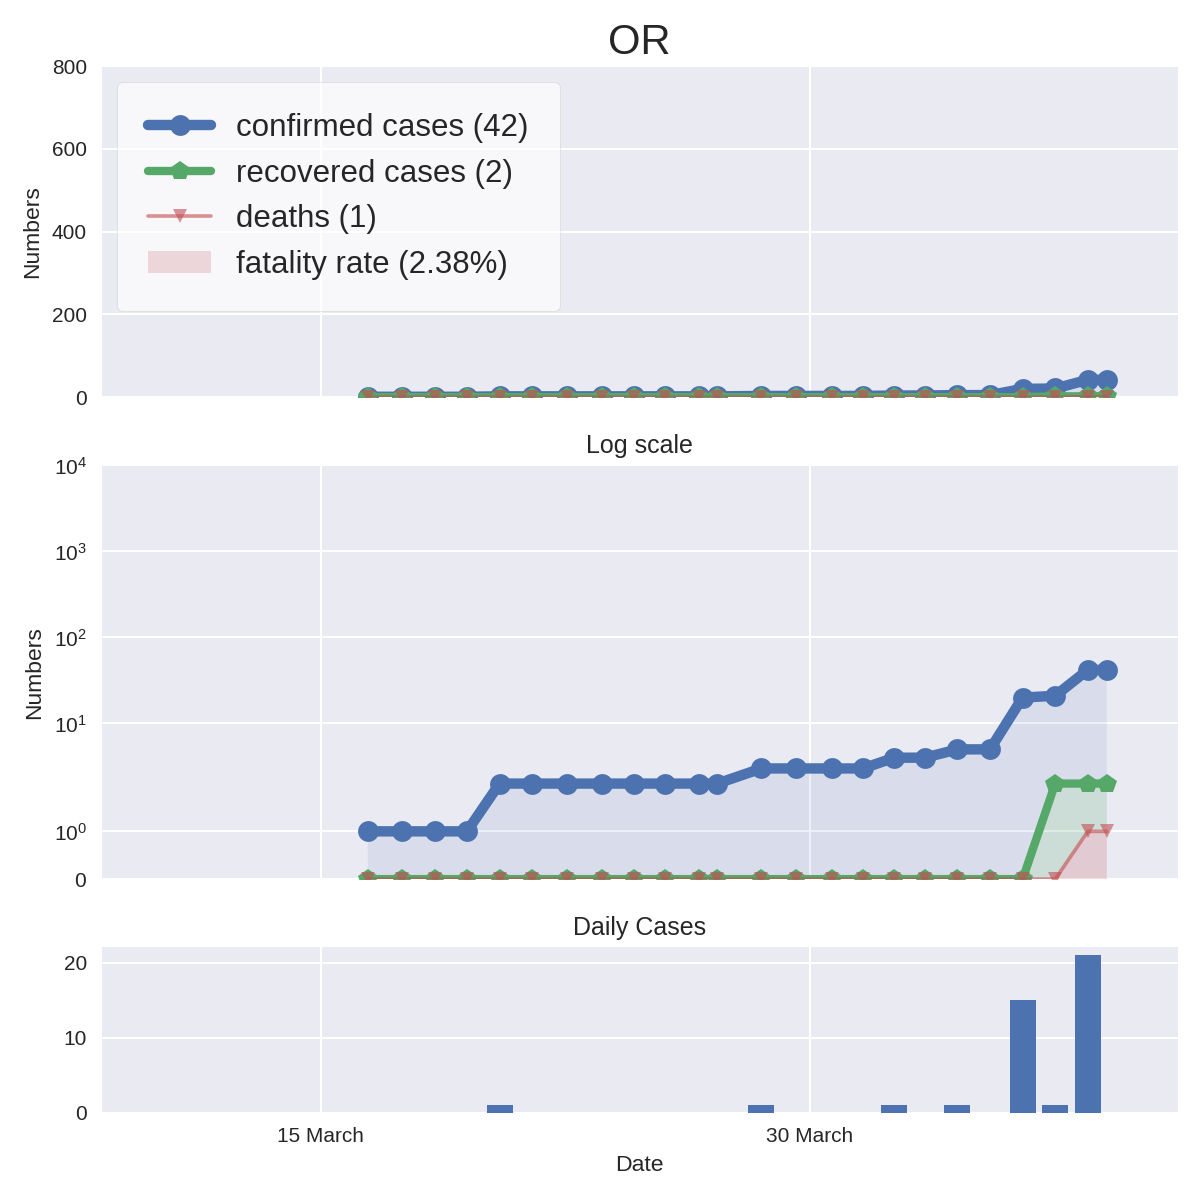 OR
800
600
400
200
0
Numbers
confirmed cases (42)
recovered cases (2)
deaths (1)
fatality rate (2.38%)
Log scale
10⁴
10³
10²
10¹
10⁰
0
Numbers
Daily Cases
20
10
0
15 March
30 March
Date